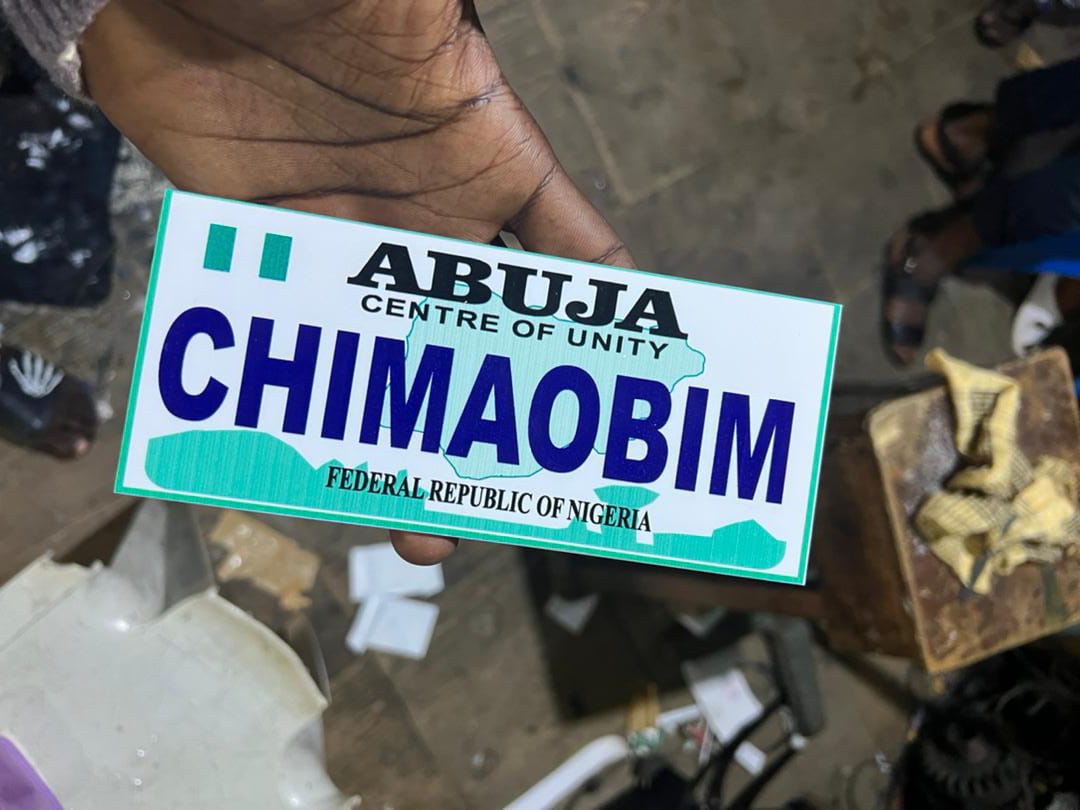 ABUJA
CENTRE OF UNITY
CHIMAOBIM
FEDERAL REPUBLIC OF NIGERIA